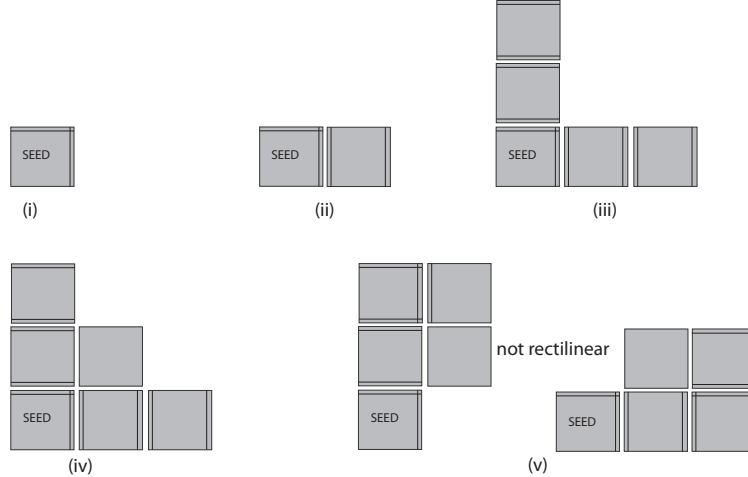 SEED
SEED
SEED
(i)
(ii)
(iii)
not rectilinear
SEED
SEED
SEED
(iv)
(v)